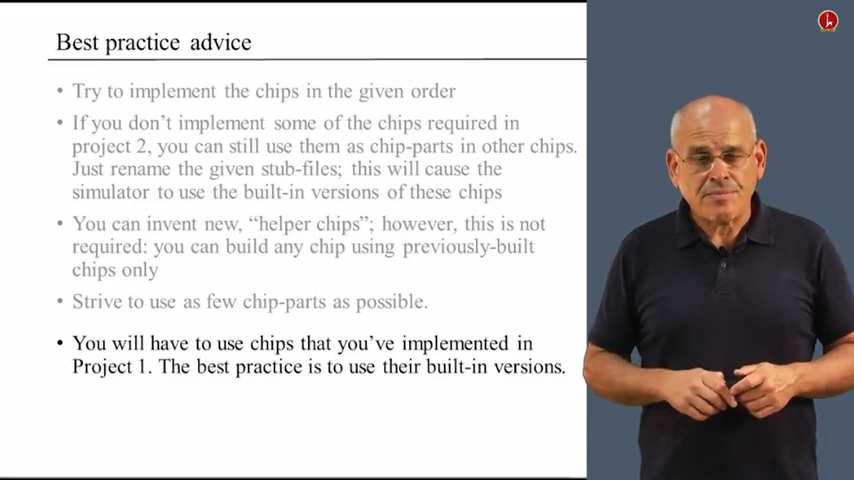 Best practice advice
• Try to implement the chips in the given order
• If you don't implement some of the chips required in
project 2, you can still use them as chip-parts in other chips.
Just rename the given stub-files; this will cause the
simulator to use the built-in versions of these chips
• You can invent new, “helper chips”; however, this is not
required: you can build any chip using previously-built
chips only
• Strive to use as few chip-parts as possible.
• You will have to use chips that you've implemented in
Project 1. The best practice is to use their built-in versions.